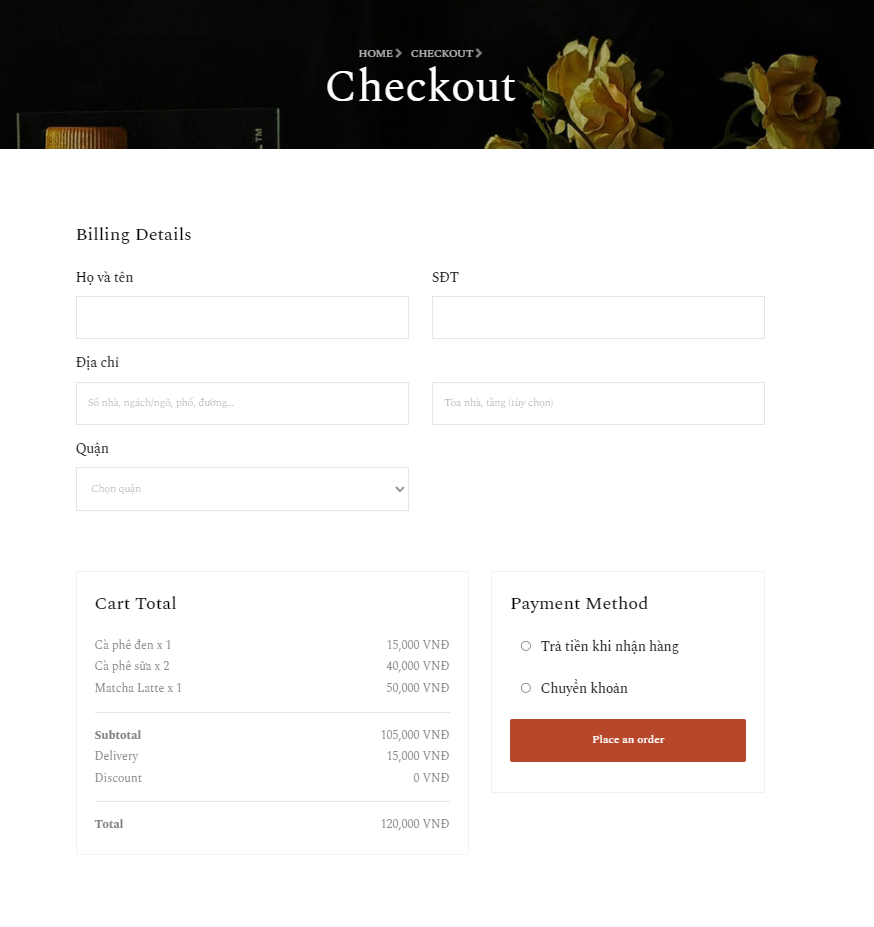 HOME CHECKOUT
Checkout
TM
Billing Details
Họ và tên SĐT
Địa chỉ
Số nhà, ngách/ngõ, phố, đường... Tòa nhà, tầng (tùy chọn)
Quận
Chọn quận
Cart Total
Cà phê đen x 1 15,000 VNĐ
Cà phê sữa x 2 40,000 VNĐ
Matcha Latte x 1 50,000 VNĐ
Subtotal 105,000 VNĐ
Delivery 15,000 VNĐ
Discount 0 VNĐ
Total 120,000 VNĐ
Payment Method
Trả tiền khi nhận hàng
Chuyển khoản
Place an order